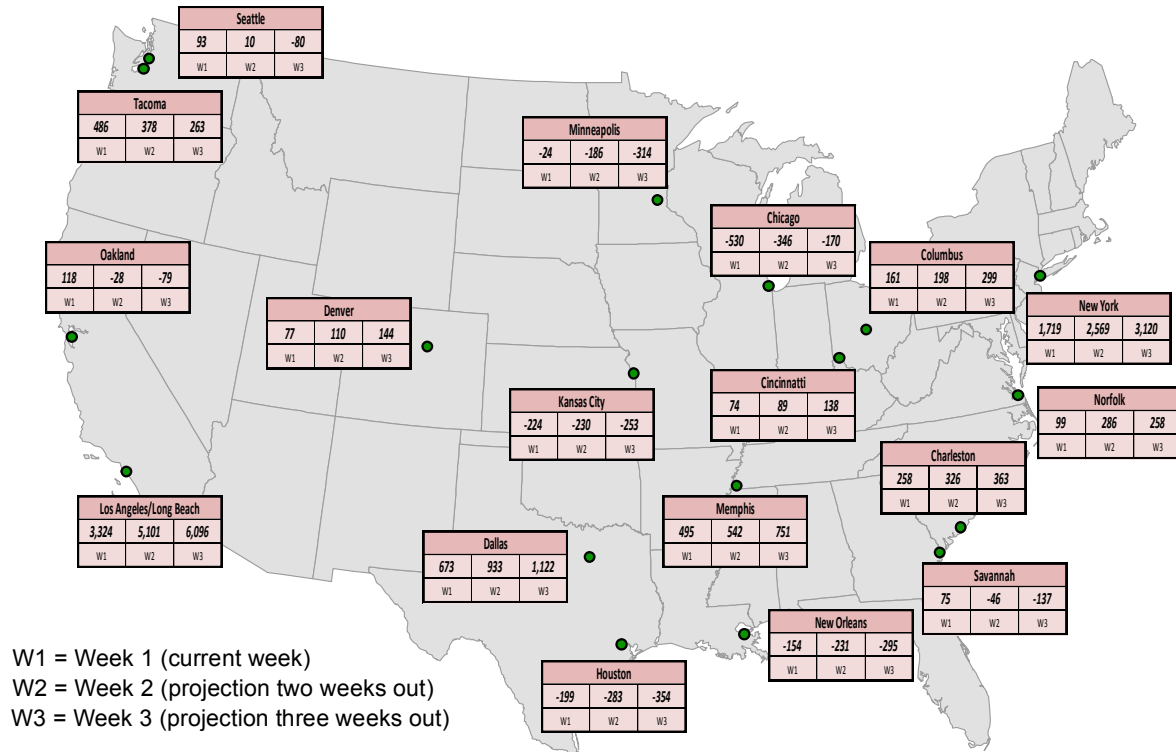 Seattle
93 10 -80
W1 W2 W3
Tacoma
486 378 263
W1 W2 W3
Minneapolis
-24 -186 -314
W1 W2 W3
Chicago
-530 -346 -170
W1 W2 W3
Oakland
118 -28 -79
W1 W2 W3
Columbus
161 198 299
W1 W2 W3
Denver
77 110 144
W1 W2 W3
New York
1,719 2,569 3,120
W1 W2 W3
Cincinnatti
74 89 138
W1 W2 W3
Kansas City
-224 -230 -253
W1 W2 W3
Norfolk
99 286 258
W1 W2 W3
Charleston
258 326 363
W1 W2 W3
Los Angeles/Long Beach
3,324 5,101 6,096
W1 W2 W3
Memphis
495 542 751
W1 W2 W3
Dallas
673 933 1,122
W1 W2 W3
Savannah
75 -46 -137
W1 W2 W3
New Orleans
-154 -231 -295
W1 W2 W3
Houston
-199 -283 -354
W1 W2 W3
W1 = Week 1 (current week)
W2 = Week 2 (projection two weeks out)
W3 = Week 3 (projection three weeks out)